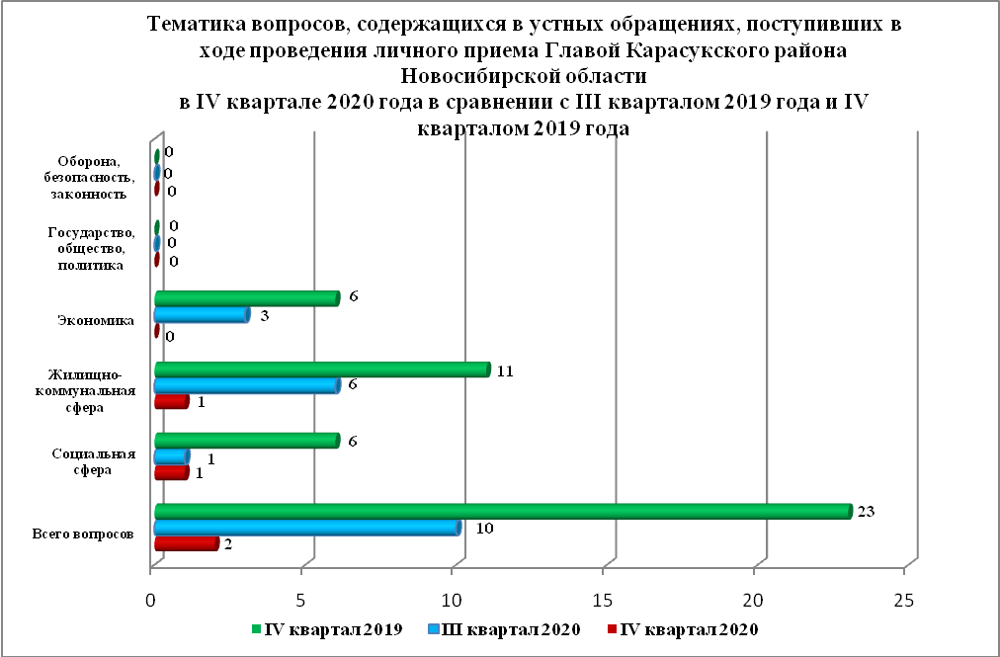 Тематика вопросов, содержащихся в устных обращениях, поступивших в
ходе проведения личного приема Главой Карасукского района
Новосибирской области
в IV квартале 2020 года в сравнении с III кварталом 2019 года и IV
кварталом 2019 года
Оборона,
безопасность,
законность
0
0
0
Государство,
общество,
политика
0
0
0
Экономика
6
3
0
Жилищно-
коммунальная
сфера
11
6
1
Социальная
сфера
6
1
1
Всего вопросов
23
10
2
0 5 10 15 20 25
IV квартал 2019 III квартал 2020 IV квартал 2020